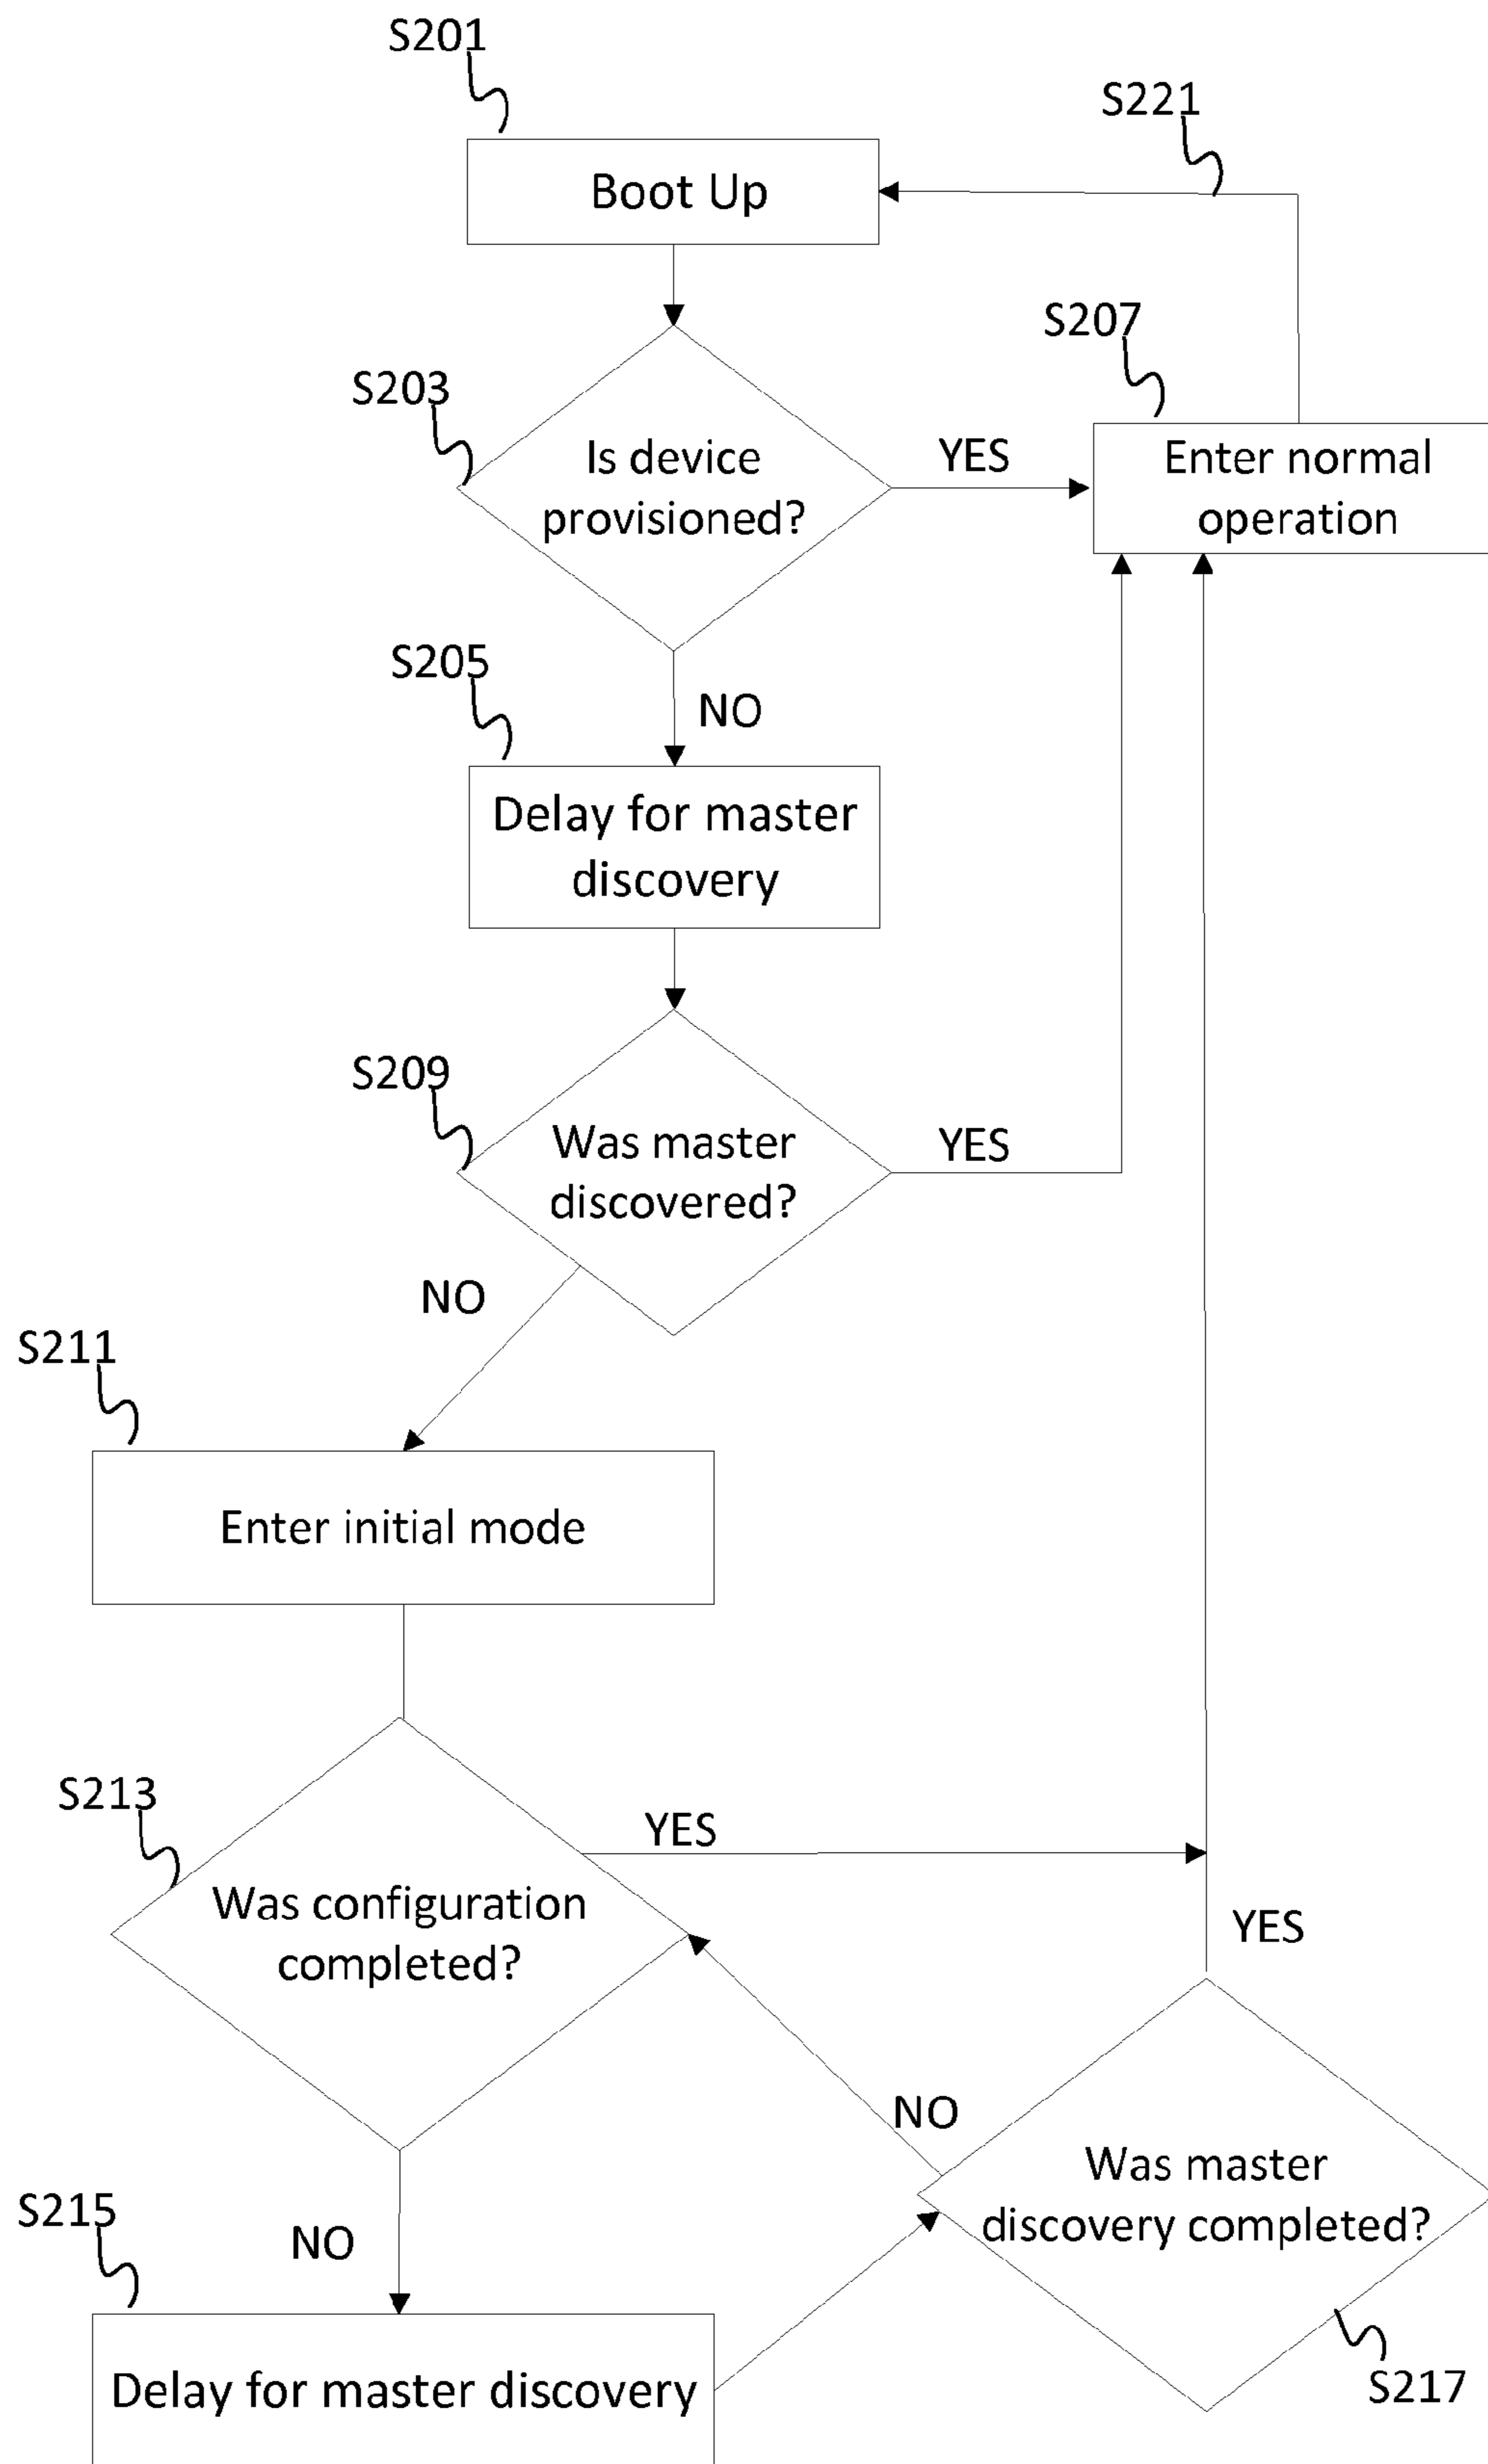 S201
S221
Boot Up
S207
S203
Is device
provisioned?
YES
Enter normal
operation
S205
NO
Delay for master
discovery
S209
Was master
discovered?
YES
NO
S211
Enter initial mode
S213
YES
Was configuration
completed?
YES
NO
Was master
discovery completed?
S215
NO
Delay for master discovery
S217